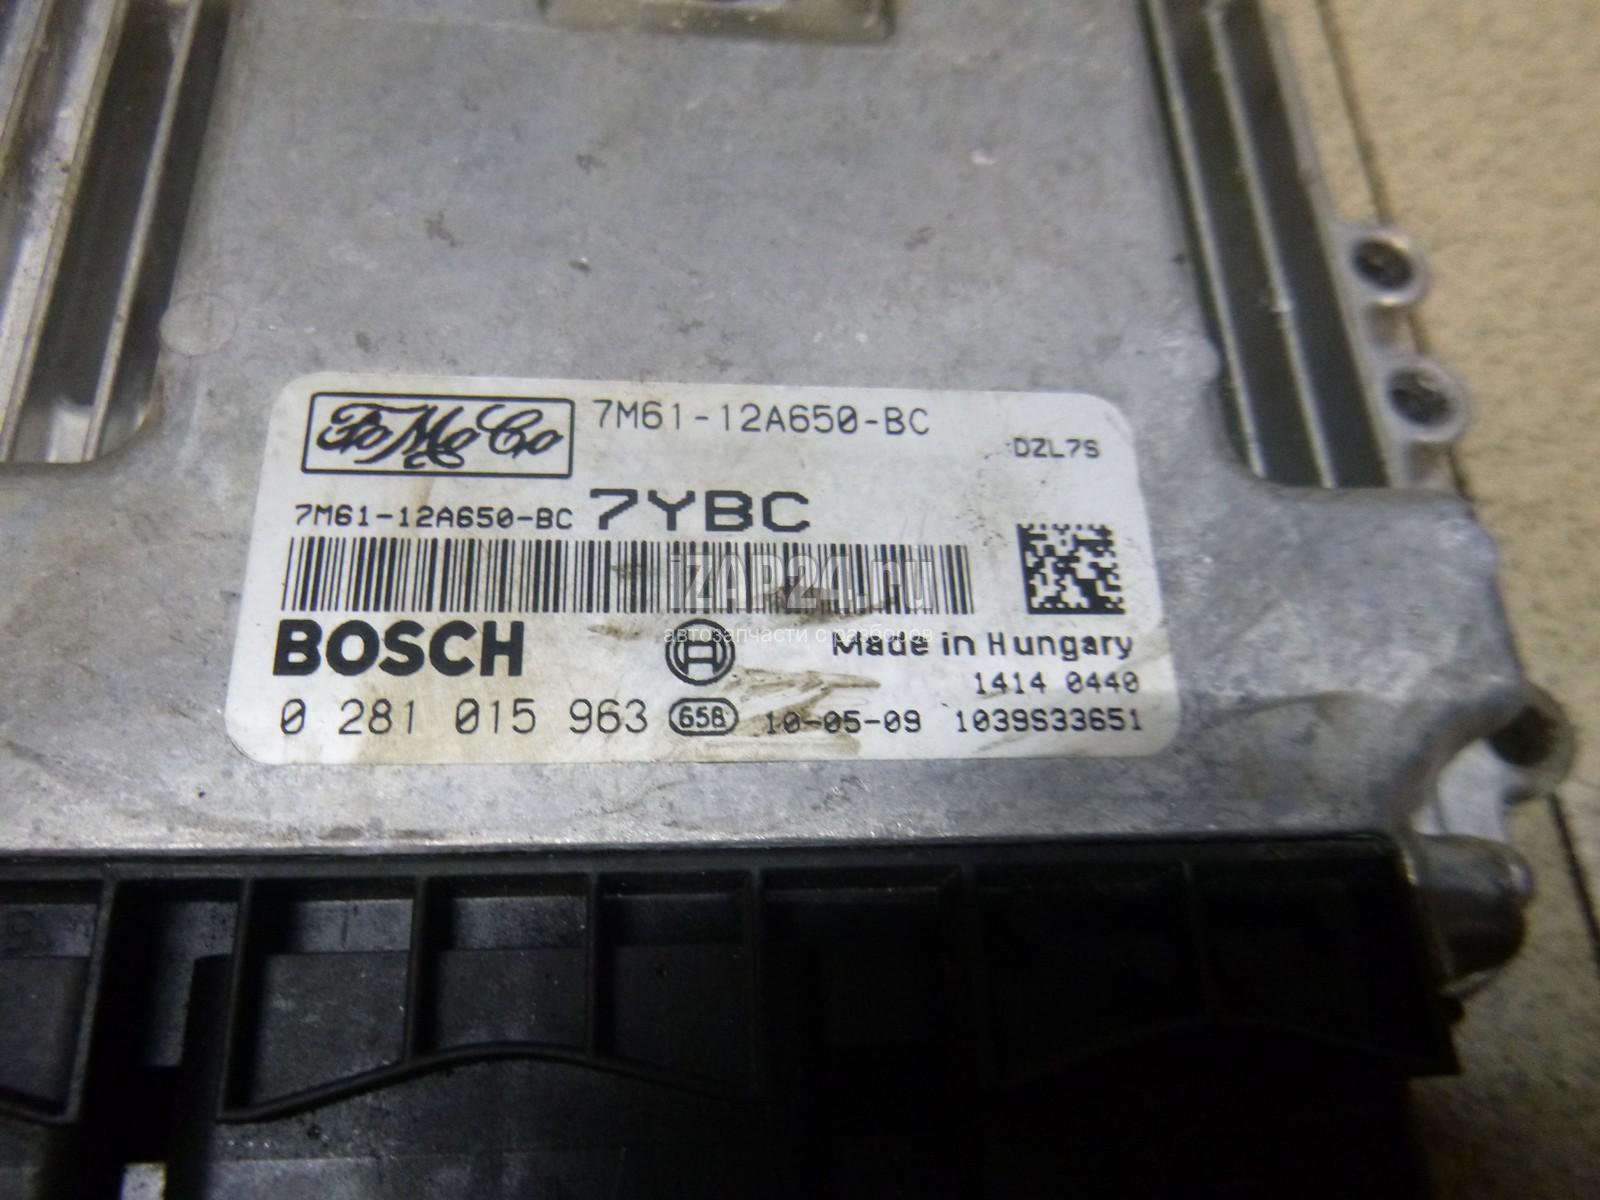 FoMoCo 7M61-12A650-BC
DZL7S
7M61-12A650-BC 7YBC
iZAP24.ru
автозапчасти с разборов
BOSCH Made in Hungary
1414 0440
0 281 015 963 658 10-05-09 1039S33651